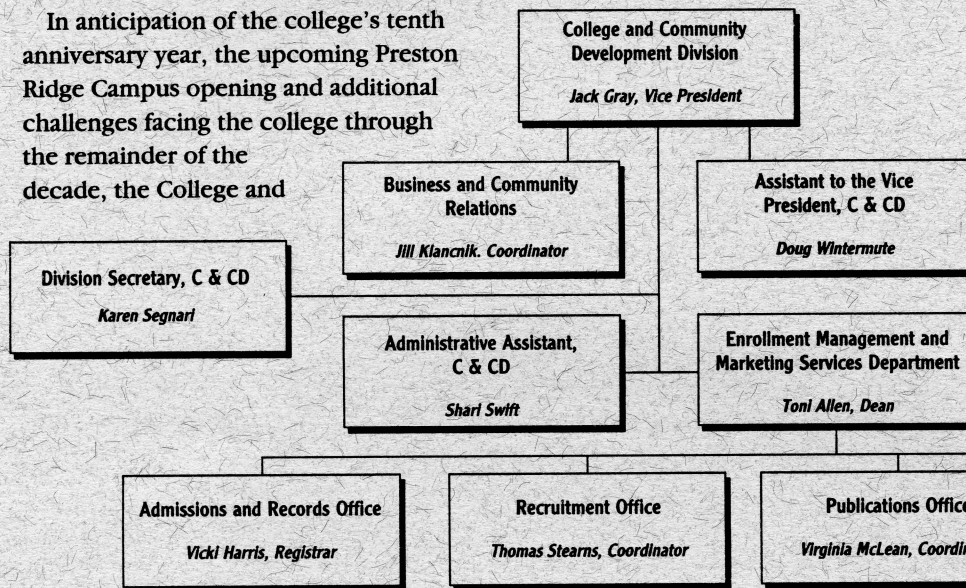 In anticipation of the college's tenth
anniversary year, the upcoming Preston
Ridge Campus opening and additional
challenges facing the college through
the remainder of the
decade, the College and
College and Community
Development Division
Jack Gray, Vice President
Business and Community
Relations
Jill Klancnik. Coordinator
Assistant to the Vice
President, C & CD
Doug Wintermute
Division Secretary, C & CD
Karen Segnari
Administrative Assistant,
C & CD
Shari Swift
Enrollment Management and
Marketing Services Department
Toni Allen, Dean
Admissions and Records Office
Vicki Harris, Registrar
Recruitment Office
Thomas Stearns, Coordinator
Publications Office
Virginia McLean,